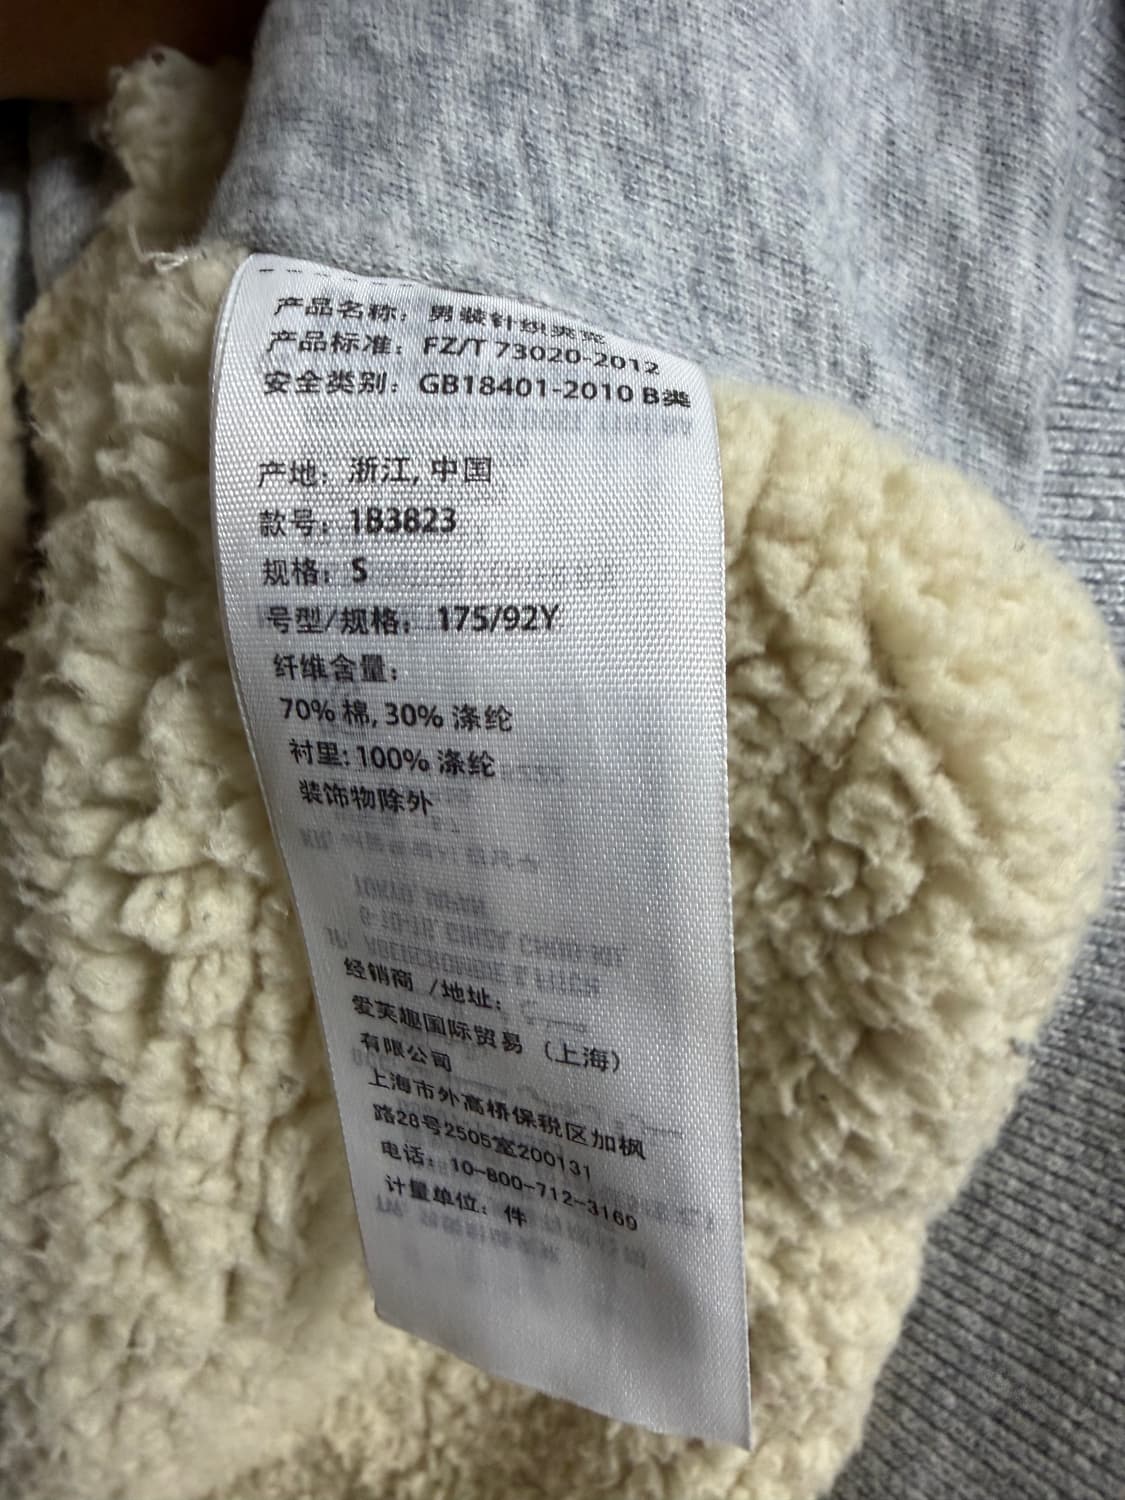 产品名称：男装针织夹克
产品标准：FZ/T 73020-2012
安全类别：GB18401-2010 B类
产地：浙江, 中国
款号：183823
规格：S
号型/规格：175/92Y
纤维含量：
70% 棉, 30% 涤纶
衬里: 100% 涤纶
装饰物除外
经销商 /地址：
爱芙趣国际贸易（上海）
有限公司
上海市外高桥保税区加枫
路28号2505室200131
电话：10-800-712-3169
计量单位：件